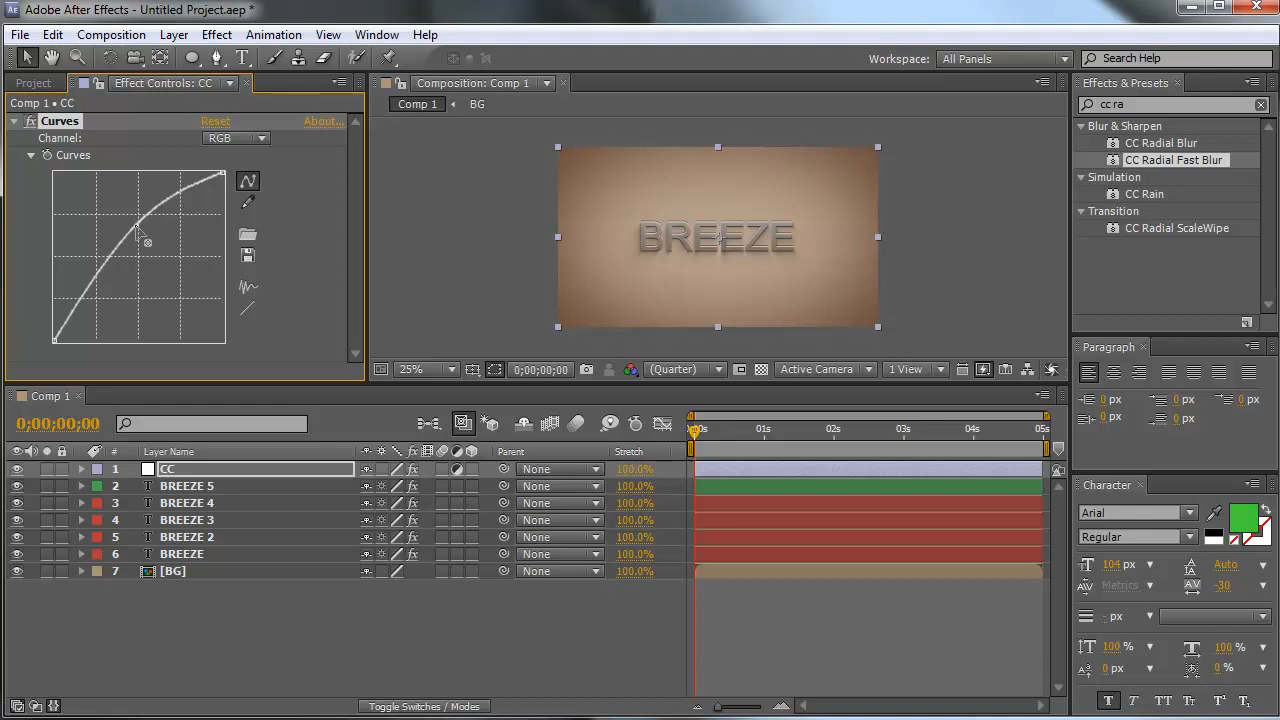 Adobe After Effects - Untitled Project.aep *
File Edit Composition Layer Effect Animation View Window Help
Workspace: All Panels Search Help
Project Effect Controls: CC Composition: Comp 1 Effects & Presets
Comp 1 • CC Comp 1 BG cc ra
Curves Reset About...
Channel: RGB
Curves
Blur & Sharpen
CC Radial Blur
CC Radial Fast Blur
Simulation
CC Rain
Transition
CC Radial ScaleWipe
BREEZE
25% 0;00;00;00 (Quarter) Active Camera 1 View
Paragraph
0 px 0 px 0 px
0 px 0 px
Comp 1
0;00;00;00
01s 02s 03s 04s 05s
# Layer Name Parent Stretch
1 CC None 100.0%
2 T BREEZE 5 None 100.0%
3 T BREEZE 4 None 100.0%
4 T BREEZE 3 None 100.0%
5 T BREEZE 2 None 100.0%
6 T BREEZE None 100.0%
7 [BG] None 100.0%
Character
Arial
Regular
104 px Auto
Metrics -30
- px
100 % 100 %
0 px 0 %
T T TT Tr T¹ T₁
Toggle Switches / Modes